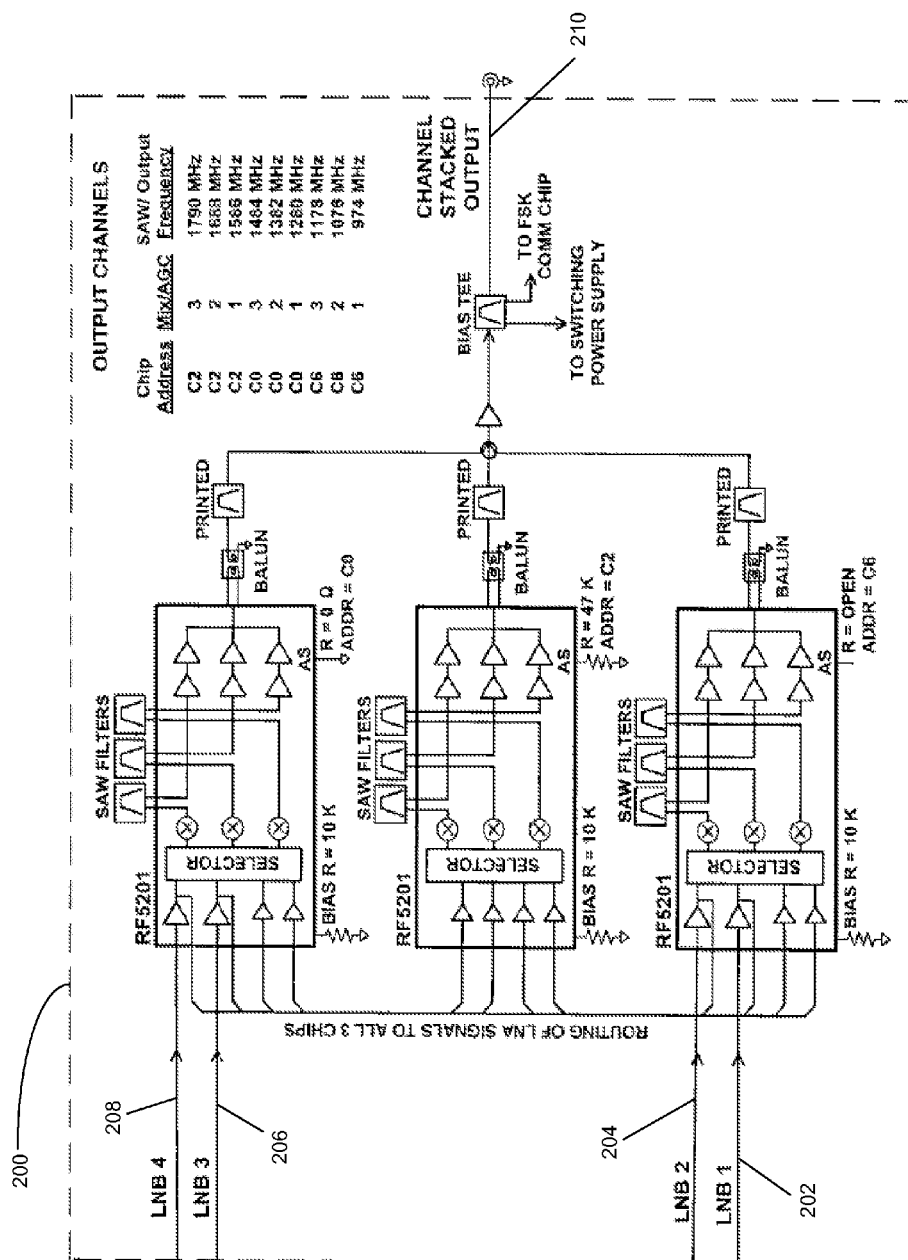 200
OUTPUT CHANNELS
Chip Address Mix/AGC SAW/ Output Frequency
C2 3 1790 MHz
C2 2 1688 MHz
C2 1 1586 MHz
C0 3 1484 MHz
C0 2 1382 MHz
C0 1 1280 MHz
C6 3 1178 MHz
C6 2 1076 MHz
C6 1 974 MHz
LNB 4
208
LNB 3
206
RF5201
SELECTOR
SAW FILTERS
BIAS R = 10 K
AS
R = 0 Ω
ADDR = C0
BALUN
PRINTED
ROUTING OF LNA SIGNALS TO ALL 3 CHIPS
RF5201
SELECTOR
SAW FILTERS
BIAS R = 10 K
AS
R = 47 K
ADDR = C2
BALUN
PRINTED
LNB 2
204
LNB 1
202
RF5201
SELECTOR
SAW FILTERS
BIAS R = 10 K
AS
R = OPEN
ADDR = C6
BALUN
PRINTED
BIAS TEE
TO FSK
COMM CHIP
TO SWITCHING
POWER SUPPLY
CHANNEL
STACKED
OUTPUT
210